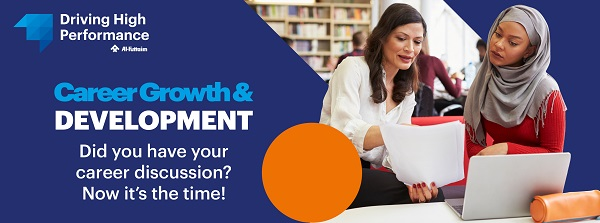 Driving High
Performance
Al-Futtaim
Career Growth &
DEVELOPMENT
Did you have your
career discussion?
Now it's the time!